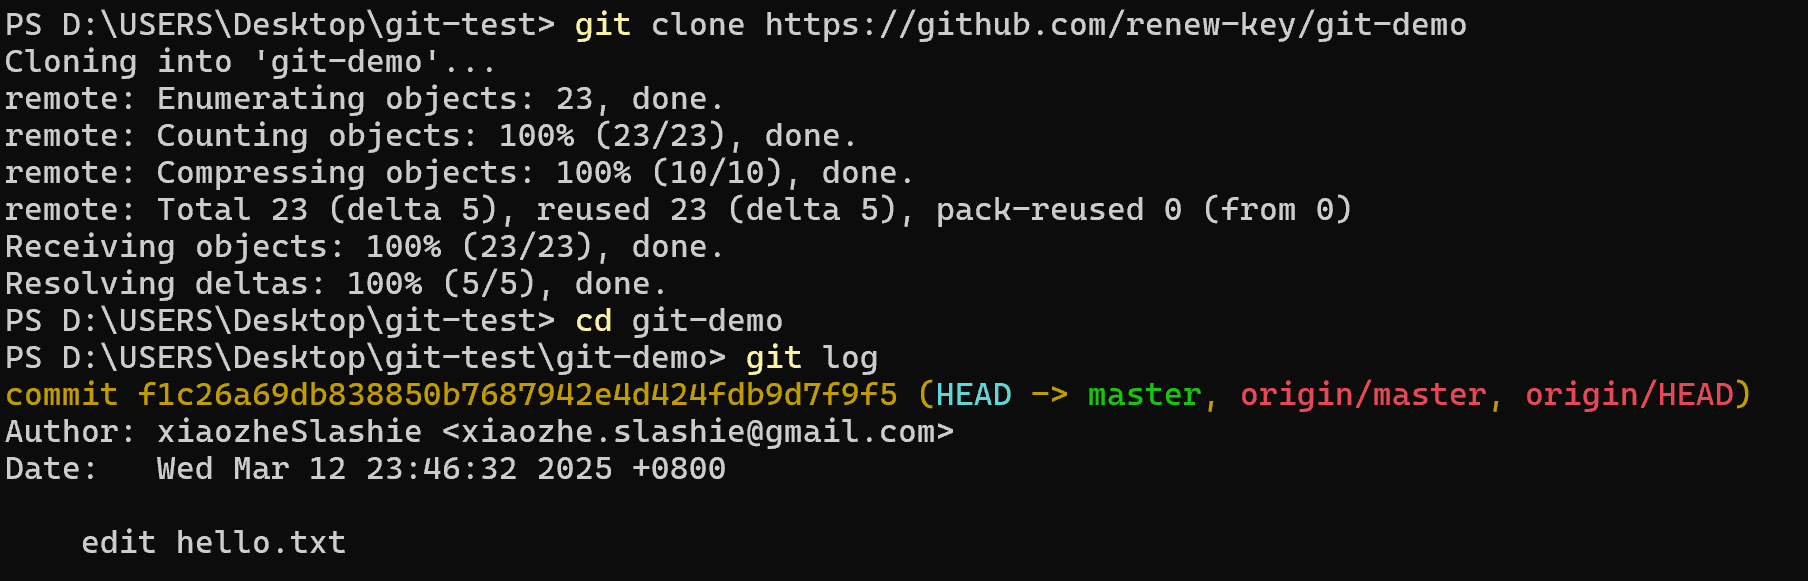 PS D:\USERS\Desktop\git-test> git clone https://github.com/renew-key/git-demo
Cloning into 'git-demo'...
remote: Enumerating objects: 23, done.
remote: Counting objects: 100% (23/23), done.
remote: Compressing objects: 100% (10/10), done.
remote: Total 23 (delta 5), reused 23 (delta 5), pack-reused 0 (from 0)
Receiving objects: 100% (23/23), done.
Resolving deltas: 100% (5/5), done.
PS D:\USERS\Desktop\git-test> cd git-demo
PS D:\USERS\Desktop\git-test\git-demo> git log
commit f1c26a69db838850b7687942e4d424fdb9d7f9f5 (HEAD -> master, origin/master, origin/HEAD)
Author: xiaozheSlashie <xiaozhe.slashie@gmail.com>
Date:   Wed Mar 12 23:46:32 2025 +0800
    edit hello.txt